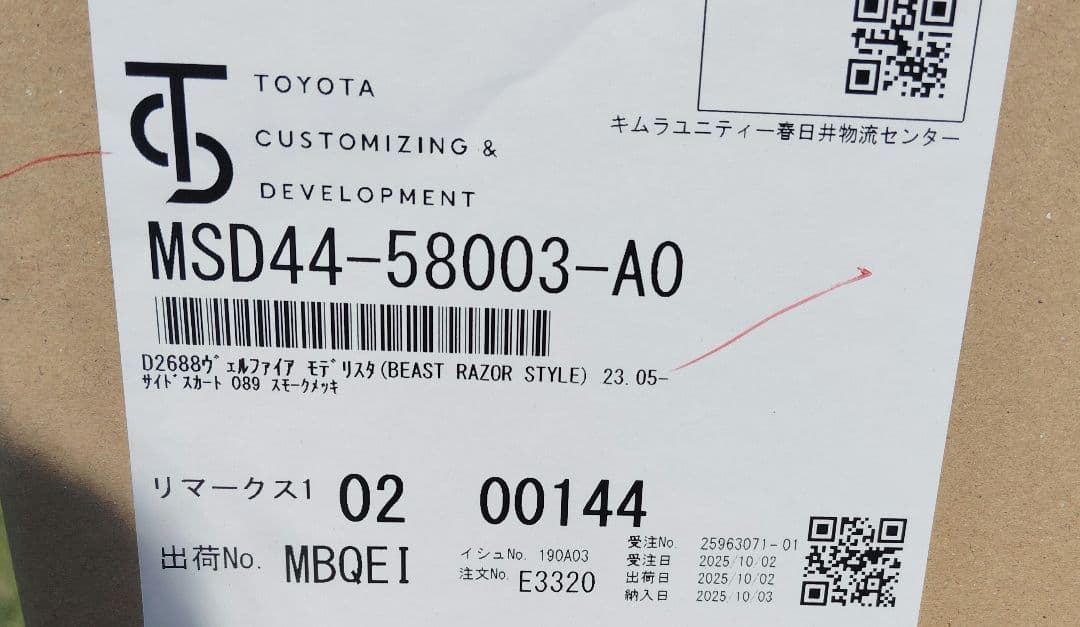 TOYOTA
CUSTOMIZING &
DEVELOPMENT
キムラユニティー春日井物流センター
MSD44-58003-A0
D2688ヴェルファイア モデリスタ(BEAST RAZOR STYLE) 23.05-
サイドスカート 089 スモークメッキ
リマークス1 02 00144
出荷No. MBQEI
イシュNo. 190A03
注文No. E3320
受注No. 25963071-01
受注日 2025/10/02
出荷日 2025/10/02
納入日 2025/10/03